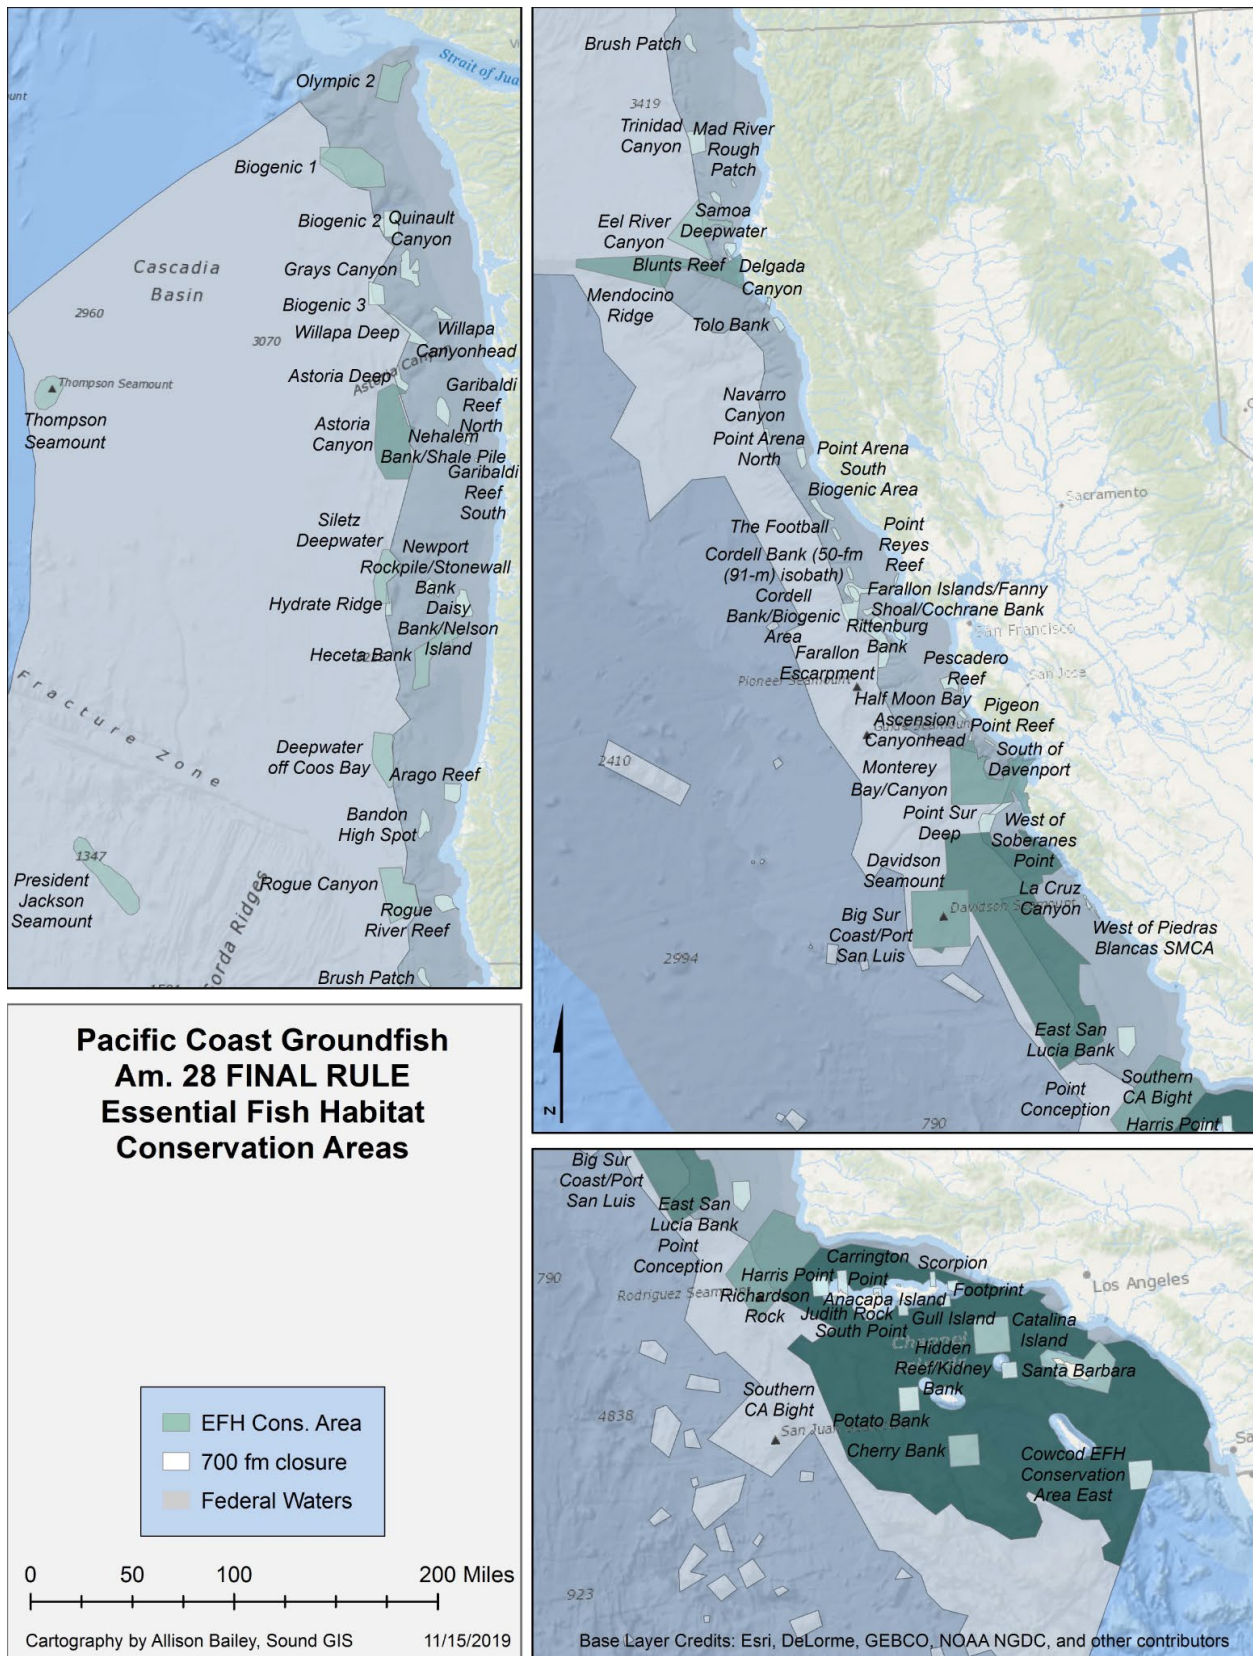 Strait of Jua
Olympic 2
Biogenic 1
Biogenic 2
Quinault
Canyon
Cascadia
Basin
Grays Canyon
Biogenic 3
2960
3070
Willapa Deep
Willapa
Canyonhead
Astoria Canyon
Astoria Deep
Thompson Seamount
Thompson
Seamount
Garibaldi
Reef
North
Astoria
Canyon
Nehalem
Bank/Shale Pile
Garibaldi
Reef
South
Siletz
Deepwater
Newport
Rockpile/Stonewall
Bank
Hydrate Ridge
Daisy
Bank/Nelson
Island
Heceta Bank
Fracture Zone
Deepwater
off Coos Bay
Arago Reef
Bandon
High Spot
1347
President
Jackson
Seamount
Rogue Canyon
Rogue
River Reef
orda Ridges
Brush Patch
Brush Patch
3419
Trinidad
Canyon
Mad River
Rough
Patch
Eel River
Canyon
Samoa
Deepwater
Blunts Reef
Delgada
Canyon
Mendocino
Ridge
Tolo Bank
Navarro
Canyon
Point Arena
North
Point Arena
South
Biogenic Area
Sacramento
The Football
Point
Reyes
Reef
Cordell Bank (50-fm
(91-m) isobath)
Cordell
Bank/Biogenic
Area
Farallon Islands/Fanny
Shoal/Cochrane Bank
Rittenburg
Bank
San Francisco
Farallon
Escarpment
Pioneer Seamount
Pescadero
Reef
San Jose
Half Moon Bay
Pigeon
Point Reef
Ascension
Canyonhead
South of
Davenport
2410
Monterey
Bay/Canyon
Point Sur
Deep
West of
Soberanes
Point
Davidson
Seamount
La Cruz
Canyon
Davidson Seamount
Big Sur
Coast/Port
San Luis
West of Piedras
Blancas SMCA
2994
East San
Lucia Bank
Point
Conception
Southern
CA Bight
790
Harris Point
N
Pacific Coast Groundfish
Am. 28 FINAL RULE
Essential Fish Habitat
Conservation Areas
EFH Cons. Area
700 fm closure
Federal Waters
0 50 100 200 Miles
Cartography by Allison Bailey, Sound GIS 11/15/2019
Big Sur
Coast/Port
San Luis
East San
Lucia Bank
Point
Conception
790
Rodriguez Seamount
Harris Point
Richardson
Rock
Carrington
Point
Scorpion
Los Angeles
Anacapa Island
Footprint
Judith Rock
South Point
Gull Island
Catalina
Island
Hidden
Reef/Kidney
Bank
Santa Barbara
Southern
CA Bight
4838
San Juan
Potato Bank
Cherry Bank
Cowcod EFH
Conservation
Area East
923
Base Layer Credits: Esri, DeLorme, GEBCO, NOAA NGDC, and other contributors